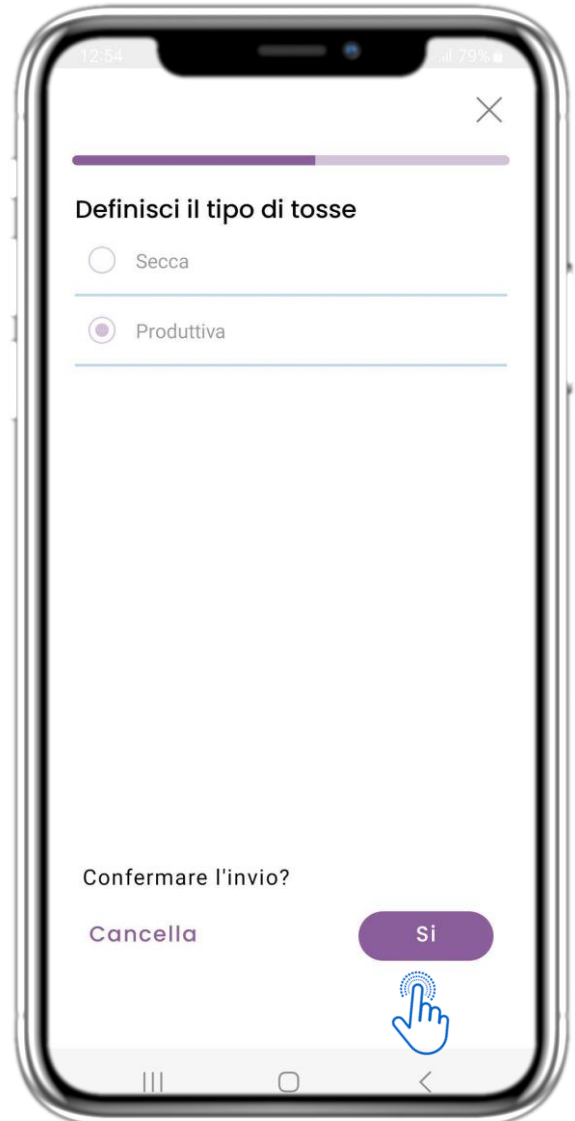 12:54 79%
Definisci il tipo di tosse
Secca
Produttiva
Confermare l'invio?
Cancella Si